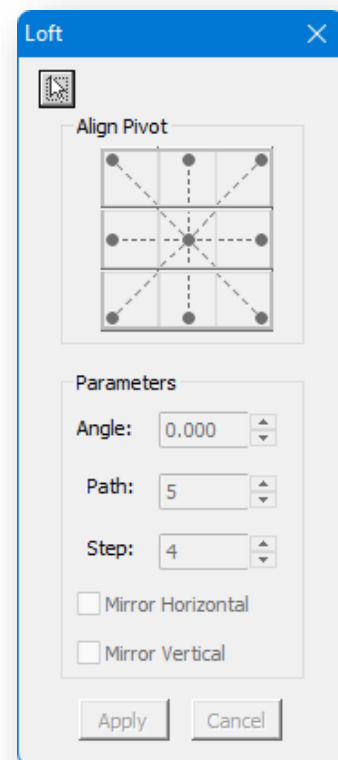 Loft
Align Pivot
Parameters
Angle: 0.000
Path: 5
Step: 4
Mirror Horizontal
Mirror Vertical
Apply Cancel